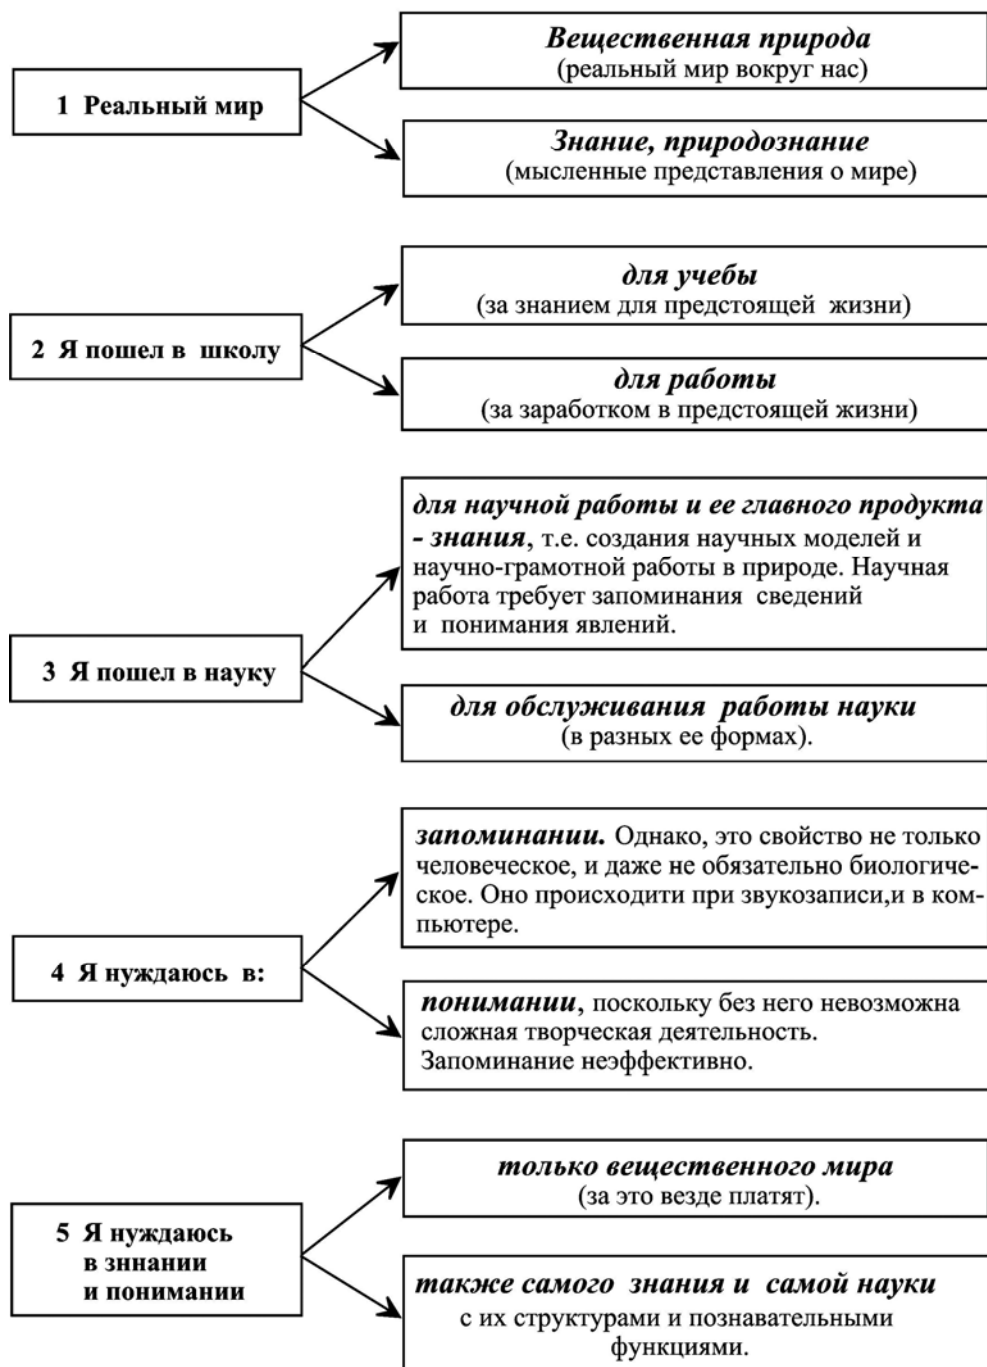 1 Реальный мир
Вещественная природа
(реальный мир вокруг нас)
Знание, природознание
(мысленные представления о мире)
2 Я пошел в школу
для учебы
(за знанием для предстоящей жизни)
для работы
(за заработком в предстоящей жизни)
3 Я пошел в науку
для научной работы и ее главного продукта
- знания, т.е. создания научных моделей и
научно-грамотной работы в природе. Научная
работа требует запоминания сведений
и понимания явлений.
для обслуживания работы науки
(в разных ее формах).
4 Я нуждаюсь в:
запоминании. Однако, это свойство не только
человеческое, и даже не обязательно биологиче-
ское. Оно происходити при звукозаписи,и в ком-
пьютере.
понимании, поскольку без него невозможна
сложная творческая деятельность.
Запоминание неэффективно.
5 Я нуждаюсь
в зннании
и понимании
только вещественного мира
(за это везде платят).
также самого знания и самой науки
с их структурами и познавательными
функциями.